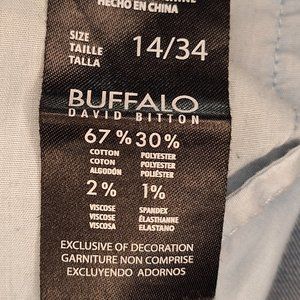 HECHO EN CHINA
SIZE
TAILLE 14/34
TALLA
BUFFALO
DAVID BITTON
67% 30%
COTTON POLYESTER
COTON POLYESTER
ALGODÓN POLIÉSTER
2% 1%
VISCOSE SPANDEX
VISCOSE ÉLASTHANNE
VISCOSA ELASTANO
EXCLUSIVE OF DECORATION
GARNITURE NON COMPRISE
EXCLUYENDO ADORNOS